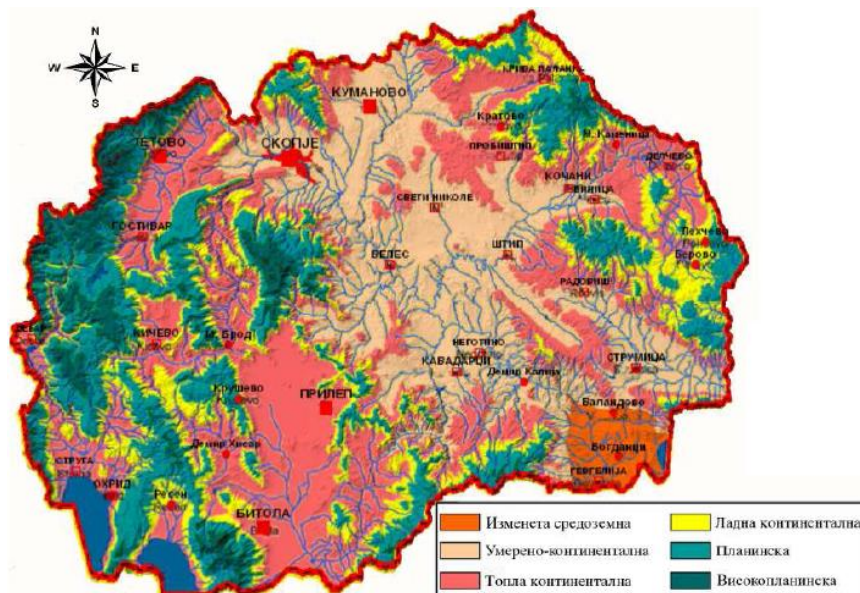 N
W E
S
КРИВА ПАЛАНКА
КУМАНОВО
Кратово
М. Каменица
ТЕТОВО
СКОПЈЕ
ПРОБИШТИП
ДЕЛЧЕВО
КОЧАНИ
ВИНИЦА
СВЕТИ НИКОЛЕ
ГОСТИВАР
Пехчево
ВЕЛЕС
ШТИП
Берово
РАДОВИШ
КИЧЕВО
М. Брод
НЕГОТИНО
СТРУМИЦА
КАВАДАРЦИ
Демир Капија
Крушево
ПРИЛЕП
Валандово
Демир Хисар
Богданци
СТРУГА
ГЕВГЕЛИЈА
ОХРИД
Ресен
БИТОЛА
Изменета средоземна
Умерено-континентална
Топла континентална
Ладна континентална
Планинска
Високопланинска